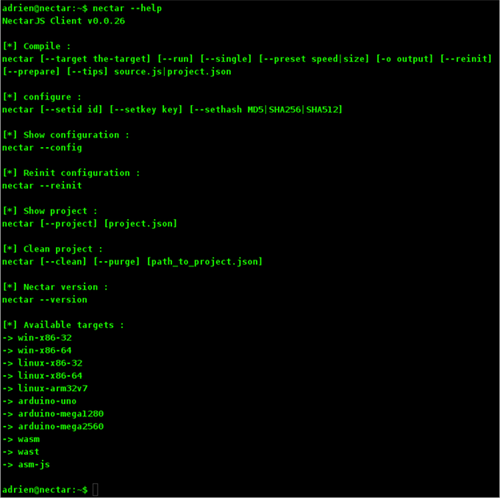 adrien@nectar:~$ nectar --help
NectarJS Client v0.0.26
[*] Compile :
nectar [--target the-target] [--run] [--single] [--preset speed|size] [-o output] [--reinit]
[--prepare] [--tips] source.js|project.json
[*] configure :
nectar [--setid id] [--setkey key] [--sethash MD5|SHA256|SHA512]
[*] Show configuration :
nectar --config
[*] Reinit configuration :
nectar --reinit
[*] Show project :
nectar [--project] [project.json]
[*] Clean project :
nectar [--clean] [--purge] [path_to_project.json]
[*] Nectar version :
nectar --version
[*] Available targets :
-> win-x86-32
-> win-x86-64
-> linux-x86-32
-> linux-x86-64
-> linux-arm32v7
-> arduino-uno
-> arduino-mega1280
-> arduino-mega2560
-> wasm
-> wast
-> asm-js
adrien@nectar:~$